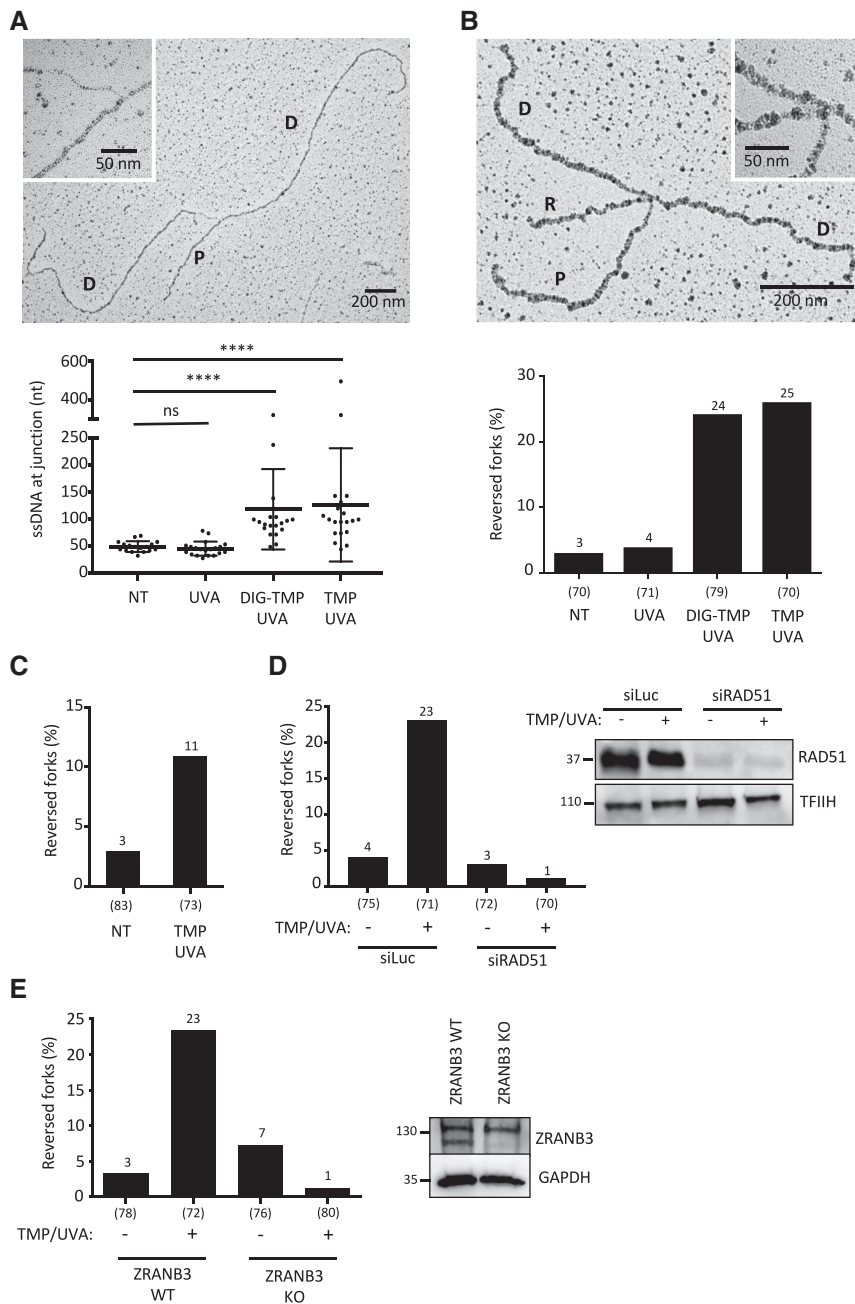 A
50 nm
D
D
P
200 nm
ssDNA at junction (nt)
600
400
250
200
150
100
50
0
ns
****
****
NT
UVA
DIG-TMP
UVA
TMP
UVA
B
D
R
P
D
50 nm
200 nm
Reversed forks (%)
30
20
10
0
3
4
24
25
(70)
(71)
(79)
(70)
NT
UVA
DIG-TMP
UVA
TMP
UVA
C
Reversed forks (%)
15
10
5
0
3
11
(83)
(73)
NT
TMP
UVA
D
Reversed forks (%)
25
20
15
10
5
0
4
23
3
1
(75)
(71)
(72)
(70)
TMP/UVA: - + - +
siLuc
siRAD51
siLuc
siRAD51
TMP/UVA: - + - +
37
RAD51
110
TFIIH
E
Reversed forks (%)
25
20
15
10
5
0
3
23
7
1
(78)
(72)
(76)
(80)
TMP/UVA: - + - +
ZRANB3
WT
ZRANB3
KO
ZRANB3 WT
ZRANB3 KO
130
ZRANB3
35
GAPDH